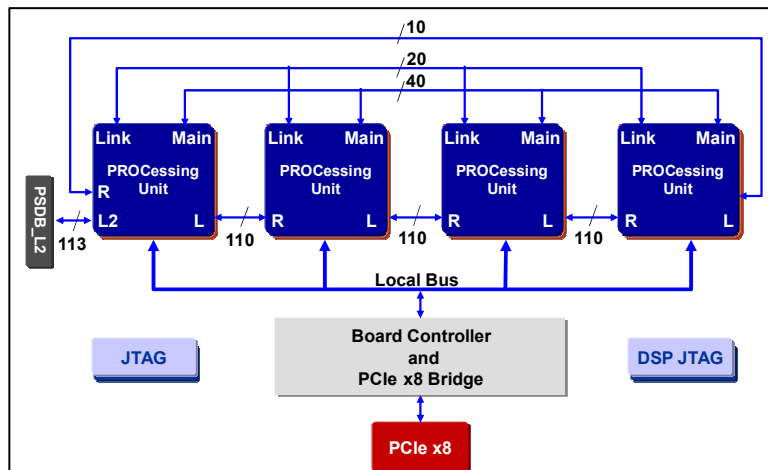 10
20
40
Link Main
Link Main
Link Main
Link Main
PROCessing
Unit
PROCessing
Unit
PROCessing
Unit
PROCessing
Unit
PSDB_L2
R
L2 L
R L
R L
R L
113
110
110
110
Local Bus
Board Controller
and
PCIe x8 Bridge
JTAG
DSP JTAG
PCIe x8